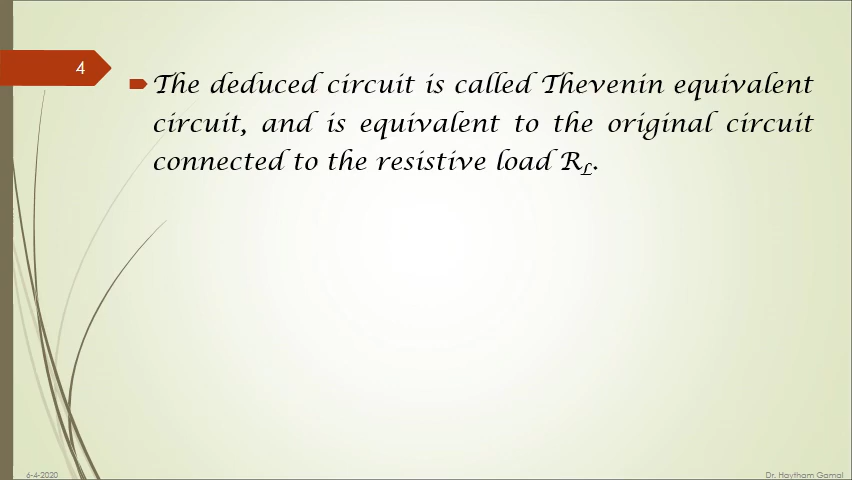 4
The deduced circuit is called Thevenin equivalent
circuit, and is equivalent to the original circuit
connected to the resistive load R_L.
6-4-2020
Dr. Haytham Gamal